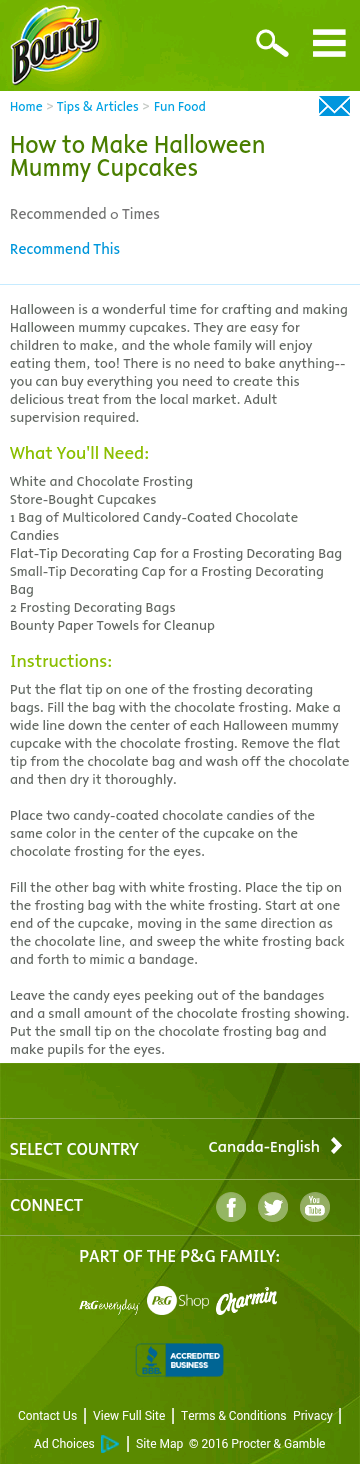 Bounty
Home > Tips & Articles > Fun Food
How to Make Halloween
Mummy Cupcakes
Recommended 0 Times
Recommend This
Halloween is a wonderful time for crafting and making
Halloween mummy cupcakes. They are easy for
children to make, and the whole family will enjoy
eating them, too! There is no need to bake anything--
you can buy everything you need to create this
delicious treat from the local market. Adult
supervision required.
What You'll Need:
White and Chocolate Frosting
Store-Bought Cupcakes
1 Bag of Multicolored Candy-Coated Chocolate
Candies
Flat-Tip Decorating Cap for a Frosting Decorating Bag
Small-Tip Decorating Cap for a Frosting Decorating
Bag
2 Frosting Decorating Bags
Bounty Paper Towels for Cleanup
Instructions:
Put the flat tip on one of the frosting decorating
bags. Fill the bag with the chocolate frosting. Make a
wide line down the center of each Halloween mummy
cupcake with the chocolate frosting. Remove the flat
tip from the chocolate bag and wash off the chocolate
and then dry it thoroughly.
Place two candy-coated chocolate candies of the
same color in the center of the cupcake on the
chocolate frosting for the eyes.
Fill the other bag with white frosting. Place the tip on
the frosting bag with the white frosting. Start at one
end of the cupcake, moving in the same direction as
the chocolate line, and sweep the white frosting back
and forth to mimic a bandage.
Leave the candy eyes peeking out of the bandages
and a small amount of the chocolate frosting showing.
Put the small tip on the chocolate frosting bag and
make pupils for the eyes.
SELECT COUNTRY Canada-English
CONNECT f You Tube
PART OF THE P&G FAMILY:
P&G everyday P&G Shop Charmin
BBB ACCREDITED BUSINESS
Contact Us | View Full Site | Terms & Conditions Privacy |
Ad Choices | Site Map © 2016 Procter & Gamble